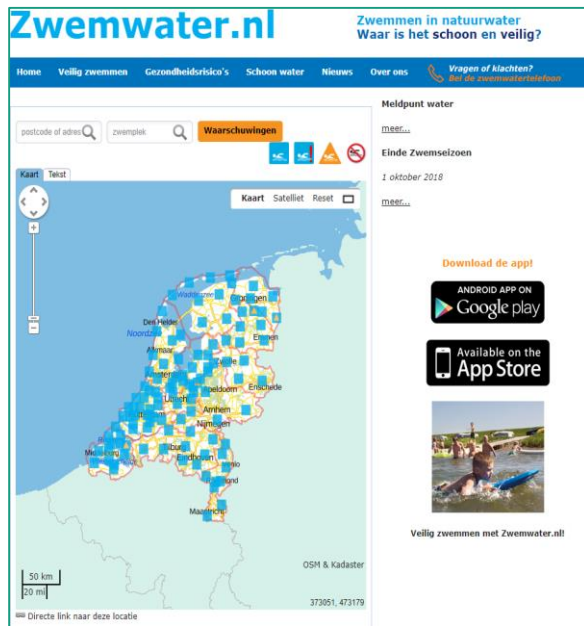 Zwemwater.nl
Zwemmen in natuurwater
Waar is het schoon en veilig?
Home
Veilig zwemmen
Gezondheidsrisico's
Schoon water
Nieuws
Over ons
Vragen of klachten?
Bel de zwemwatertelefoon
postcode of adres
zwemplek
Waarschuwingen
Kaart
Tekst
Kaart
Satelliet
Reset
Waddenzee
Groningen
Den Helder
Noordzee
Emmen
Alkmaar
Enschede
Apeldoorn
Utrecht
Arnhem
Nijmegen
Tilburg
Eindhoven
Middelburg
Maastricht
50 km
20 mi
OSM & Kadaster
373051, 473179
Directe link naar deze locatie
Meldpunt water
meer...
Einde Zwemseizoen
1 oktober 2018
meer...
Download de app!
ANDROID APP ON
Google play
Available on the
App Store
Veilig zwemmen met Zwemwater.nl!